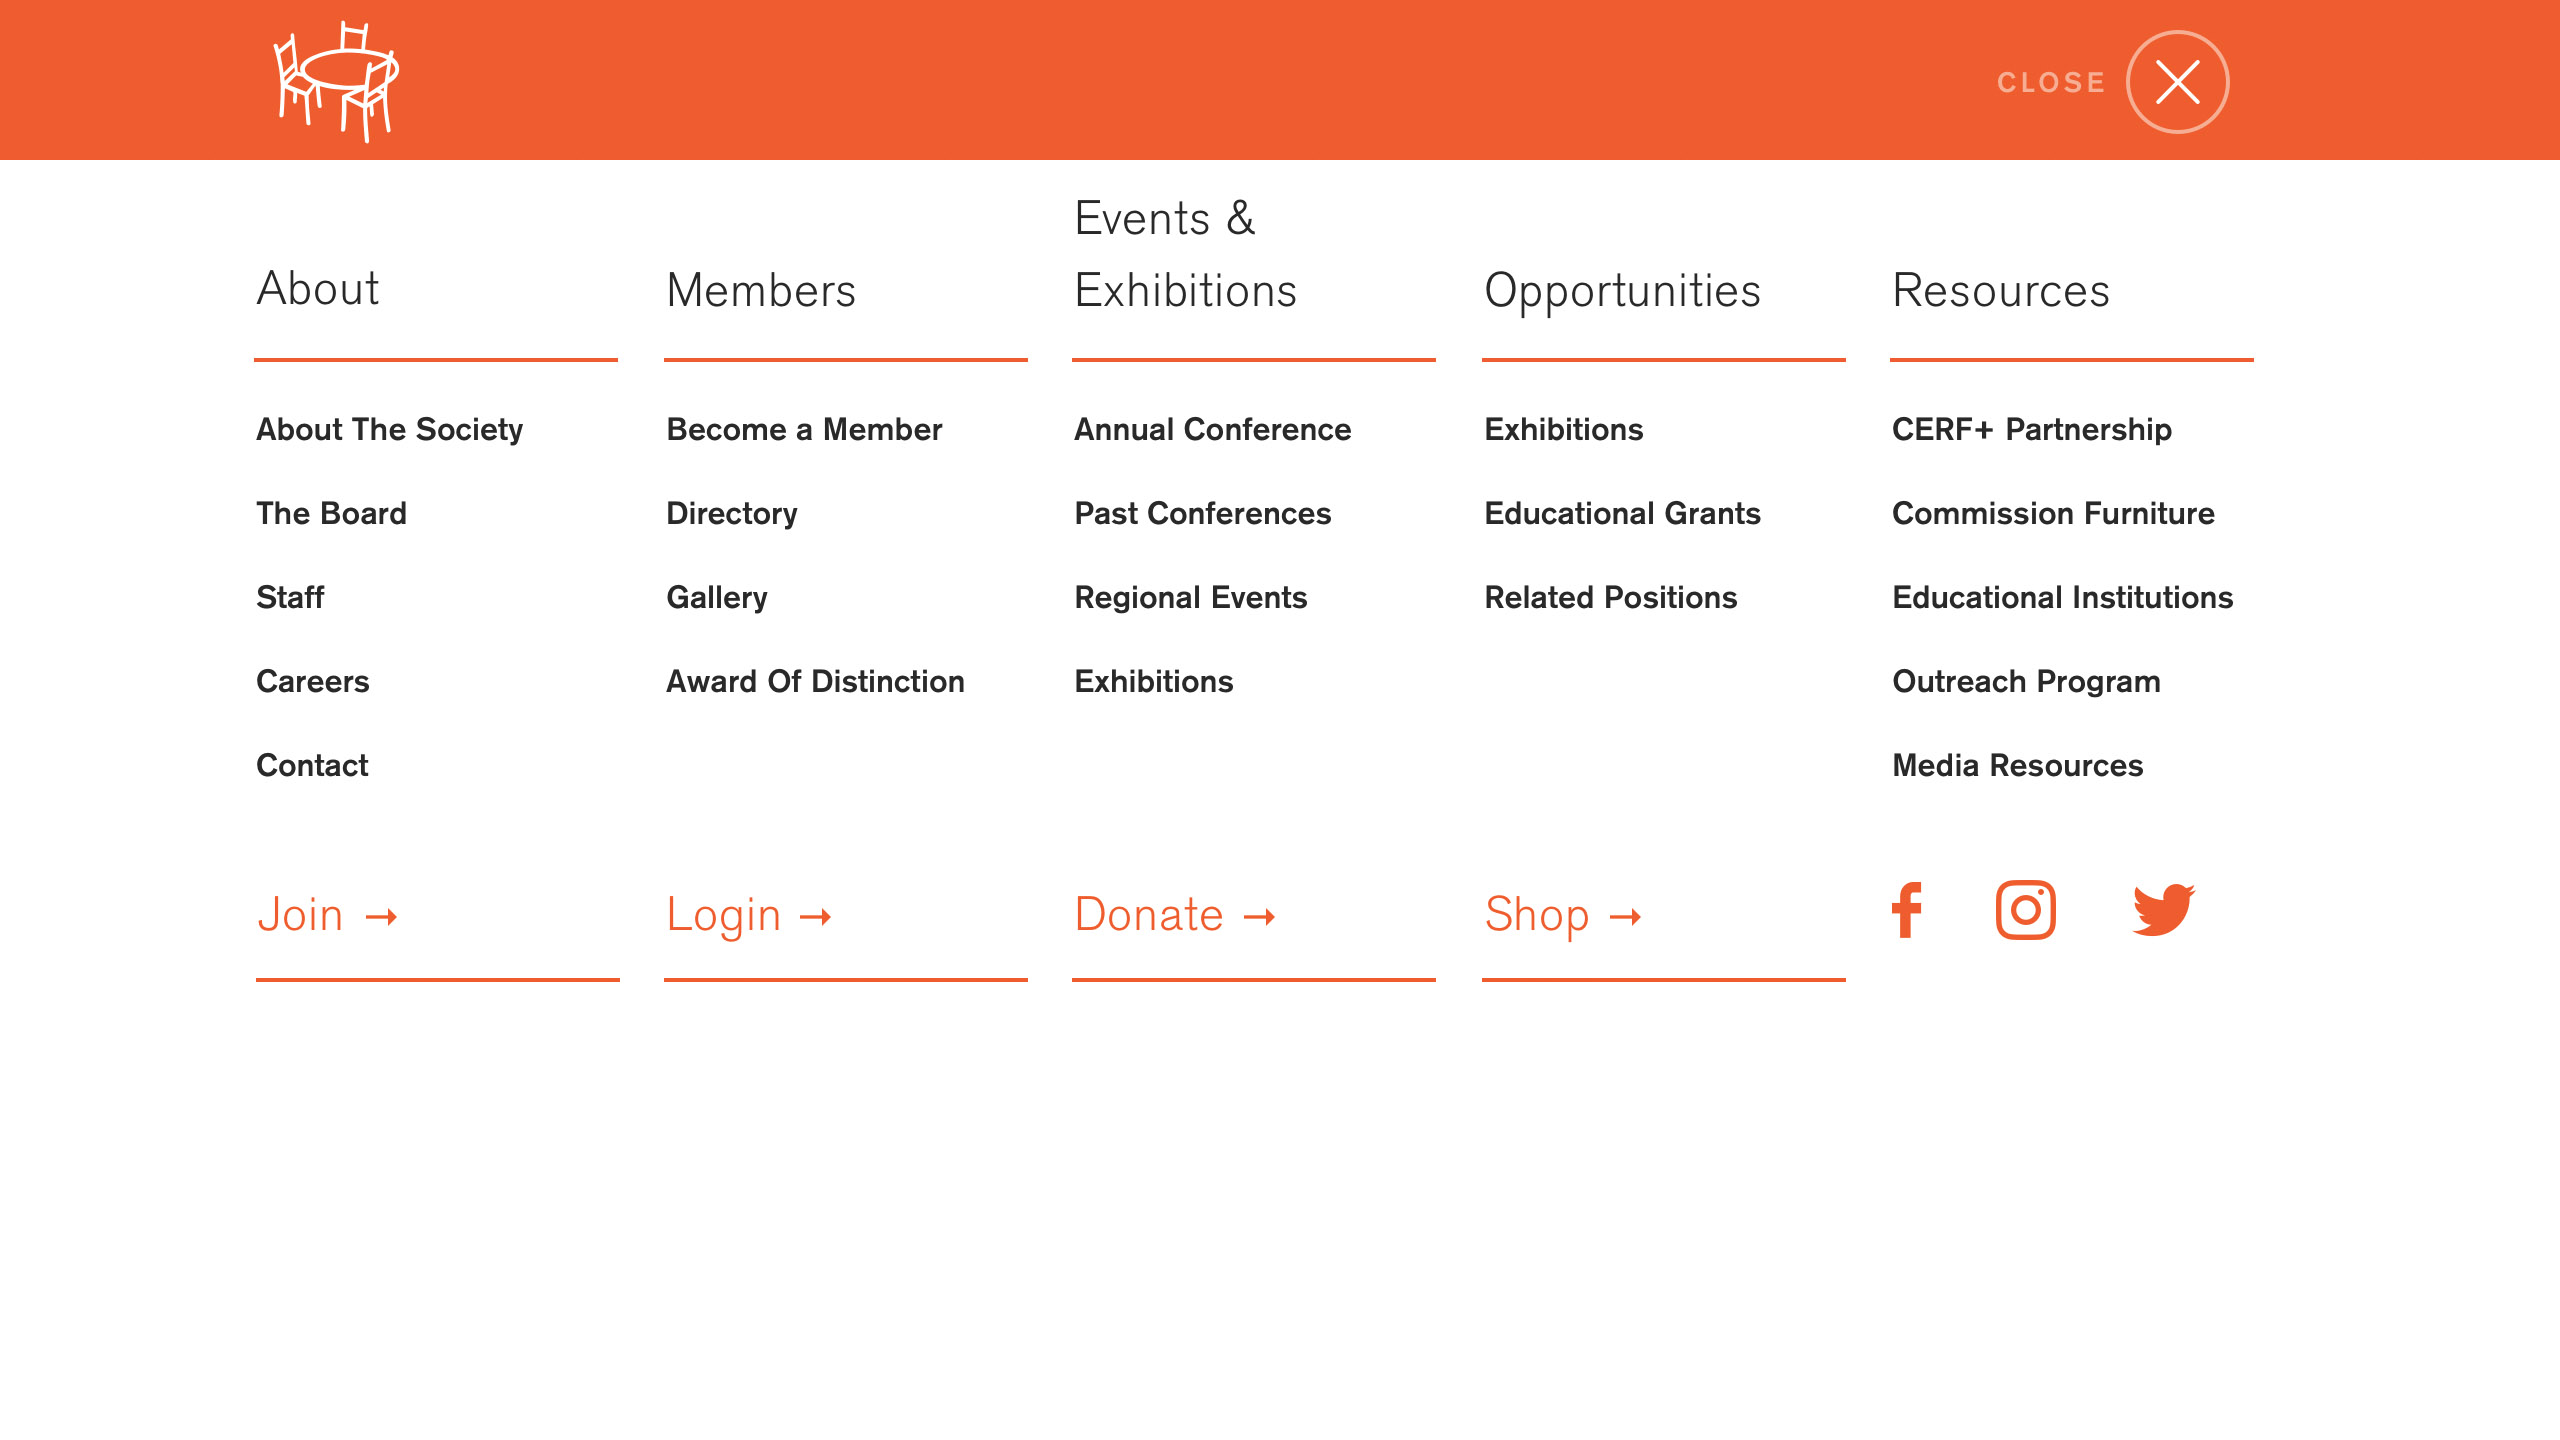 CLOSE
About
About The Society
The Board
Staff
Careers
Contact
Members
Become a Member
Directory
Gallery
Award Of Distinction
Events &
Exhibitions
Annual Conference
Past Conferences
Regional Events
Exhibitions
Opportunities
Exhibitions
Educational Grants
Related Positions
Resources
CERF+ Partnership
Commission Furniture
Educational Institutions
Outreach Program
Media Resources
Join →
Login →
Donate →
Shop →